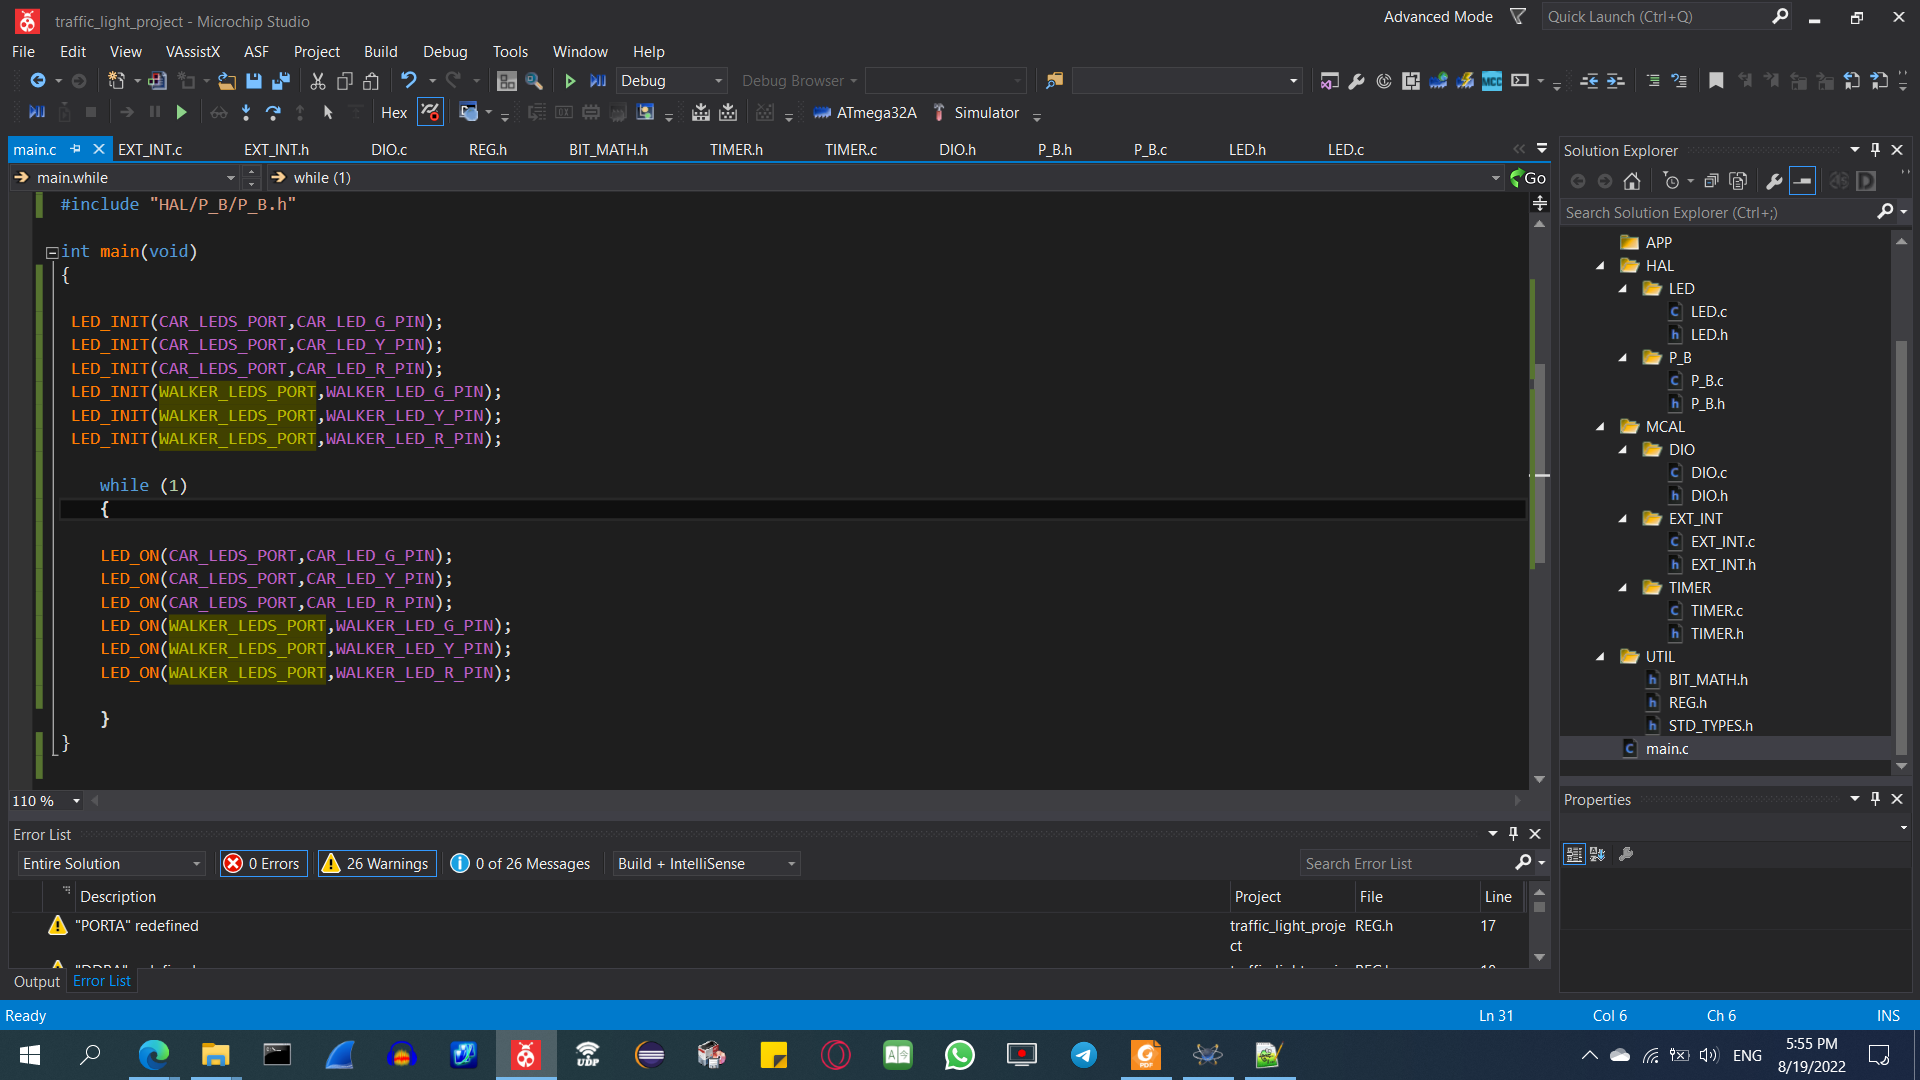 traffic_light_project - Microchip Studio
Advanced Mode
Quick Launch (Ctrl+Q)
File Edit View VAssistX ASF Project Build Debug Tools Window Help
Debug
Debug Browser
Hex
ATmega32A
Simulator
main.c EXT_INT.c EXT_INT.h DIO.c REG.h BIT_MATH.h TIMER.h TIMER.c DIO.h P_B.h P_B.c LED.h LED.c
main.while
while (1)
Go
#include "HAL/P_B/P_B.h"
int main(void)
{
LED_INIT(CAR_LEDS_PORT,CAR_LED_G_PIN);
LED_INIT(CAR_LEDS_PORT,CAR_LED_Y_PIN);
LED_INIT(CAR_LEDS_PORT,CAR_LED_R_PIN);
LED_INIT(WALKER_LEDS_PORT,WALKER_LED_G_PIN);
LED_INIT(WALKER_LEDS_PORT,WALKER_LED_Y_PIN);
LED_INIT(WALKER_LEDS_PORT,WALKER_LED_R_PIN);
while (1)
{
LED_ON(CAR_LEDS_PORT,CAR_LED_G_PIN);
LED_ON(CAR_LEDS_PORT,CAR_LED_Y_PIN);
LED_ON(CAR_LEDS_PORT,CAR_LED_R_PIN);
LED_ON(WALKER_LEDS_PORT,WALKER_LED_G_PIN);
LED_ON(WALKER_LEDS_PORT,WALKER_LED_Y_PIN);
LED_ON(WALKER_LEDS_PORT,WALKER_LED_R_PIN);
}
}
110 %
Solution Explorer
Search Solution Explorer (Ctrl+;)
APP
HAL
LED
LED.c
LED.h
P_B
P_B.c
P_B.h
MCAL
DIO
DIO.c
DIO.h
EXT_INT
EXT_INT.c
EXT_INT.h
TIMER
TIMER.c
TIMER.h
UTIL
BIT_MATH.h
REG.h
STD_TYPES.h
main.c
Properties
Error List
Entire Solution
0 Errors
26 Warnings
0 of 26 Messages
Build + IntelliSense
Search Error List
Description Project File Line
"PORTA" redefined traffic_light_proje REG.h 17
ct
Output Error List
Ready
Ln 31 Col 6 Ch 6 INS
UDP
PDF
ENG
5:55 PM
8/19/2022